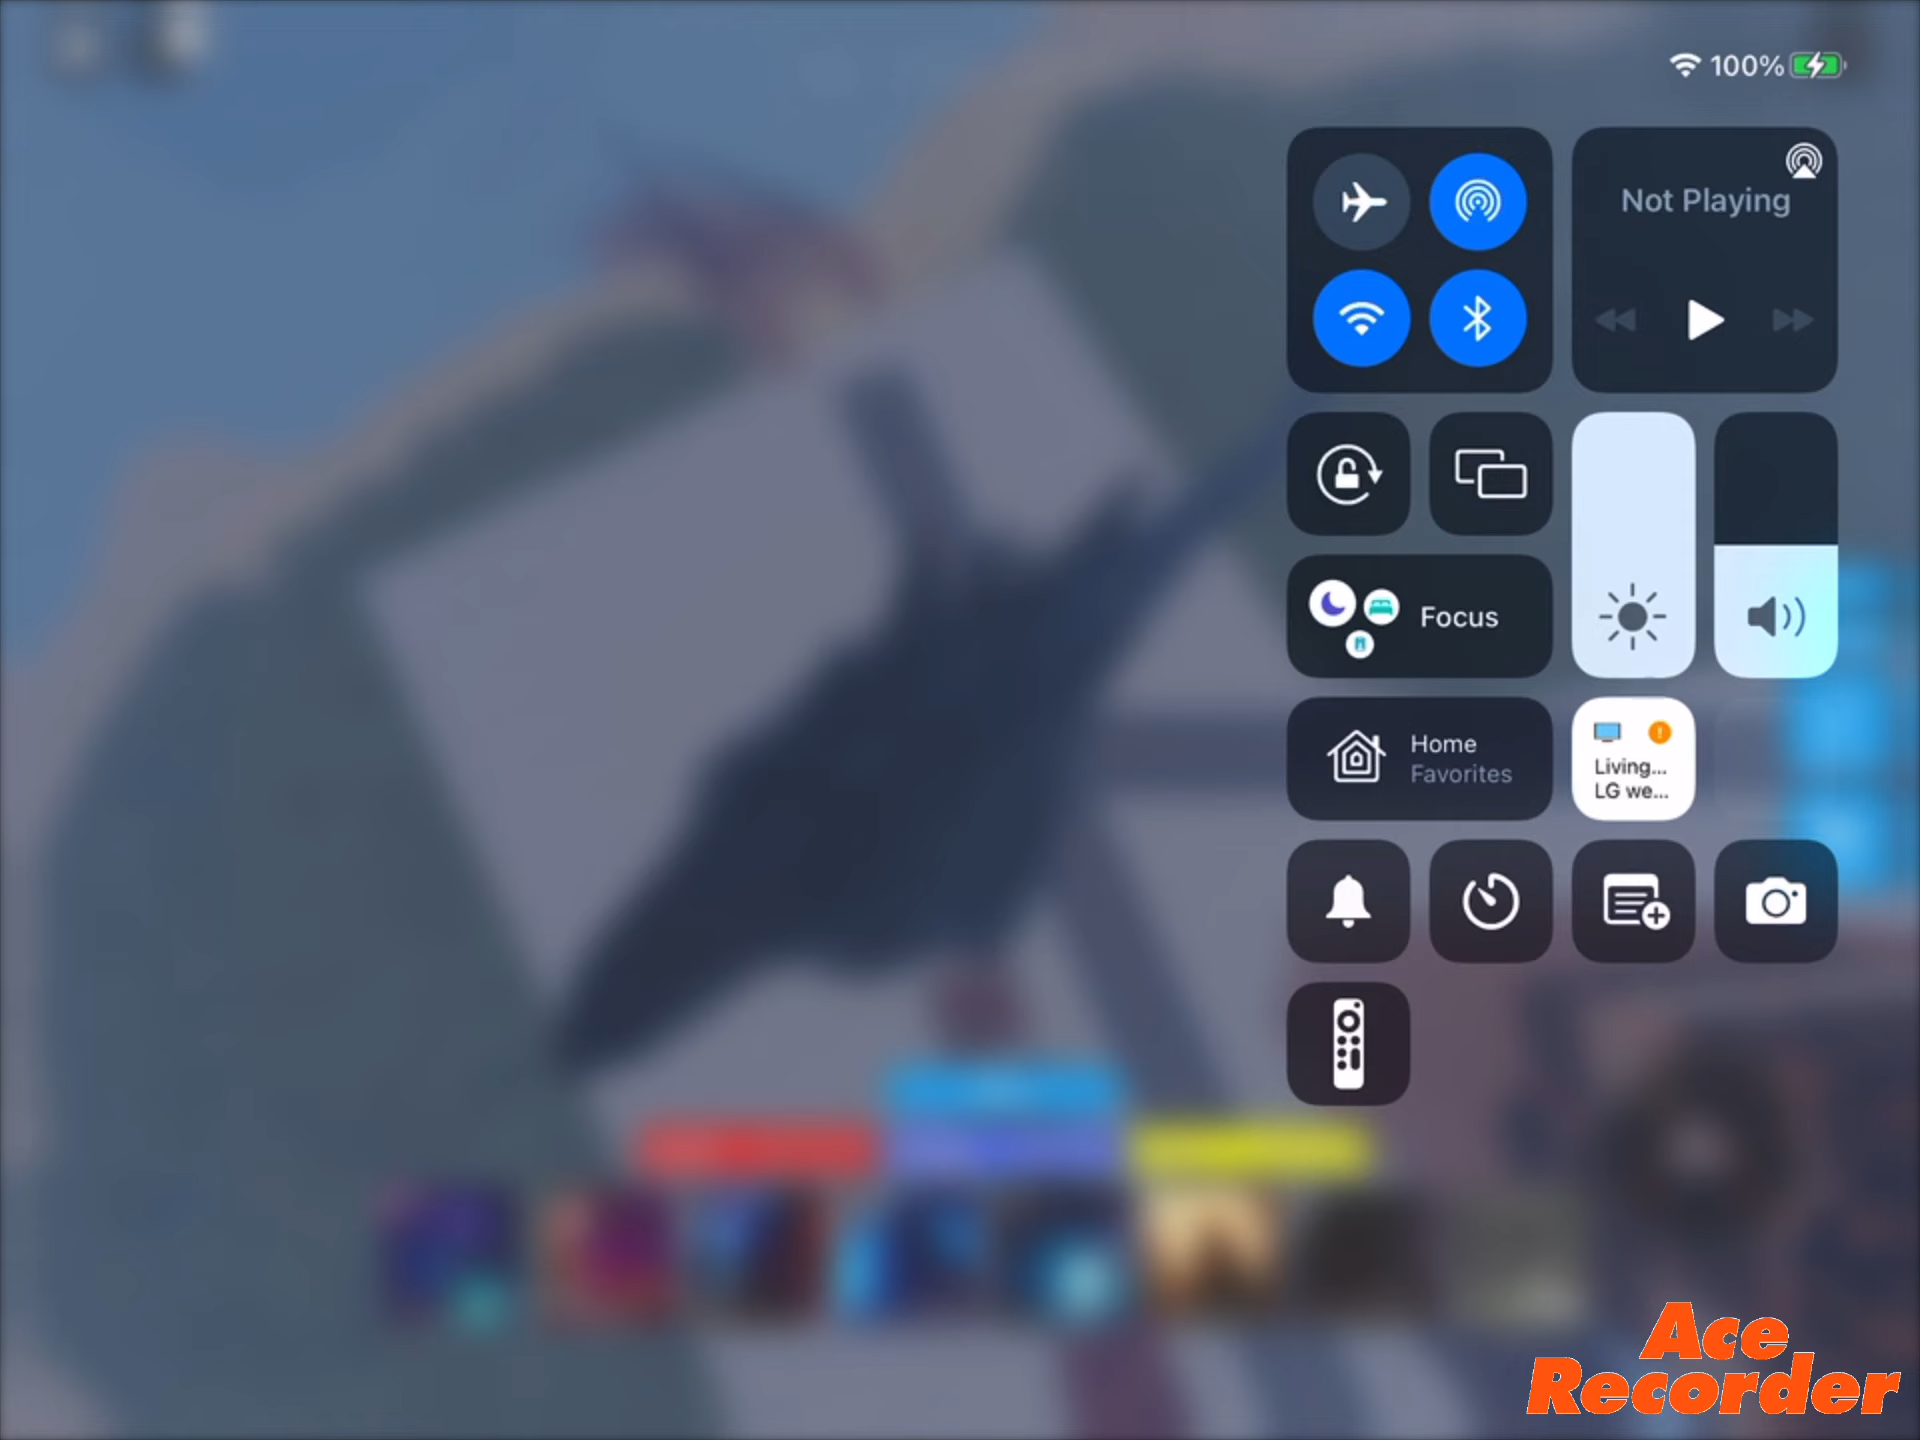 100%
Not Playing
Focus
Home
Favorites
Living...
LG we...
Ace
Recorder